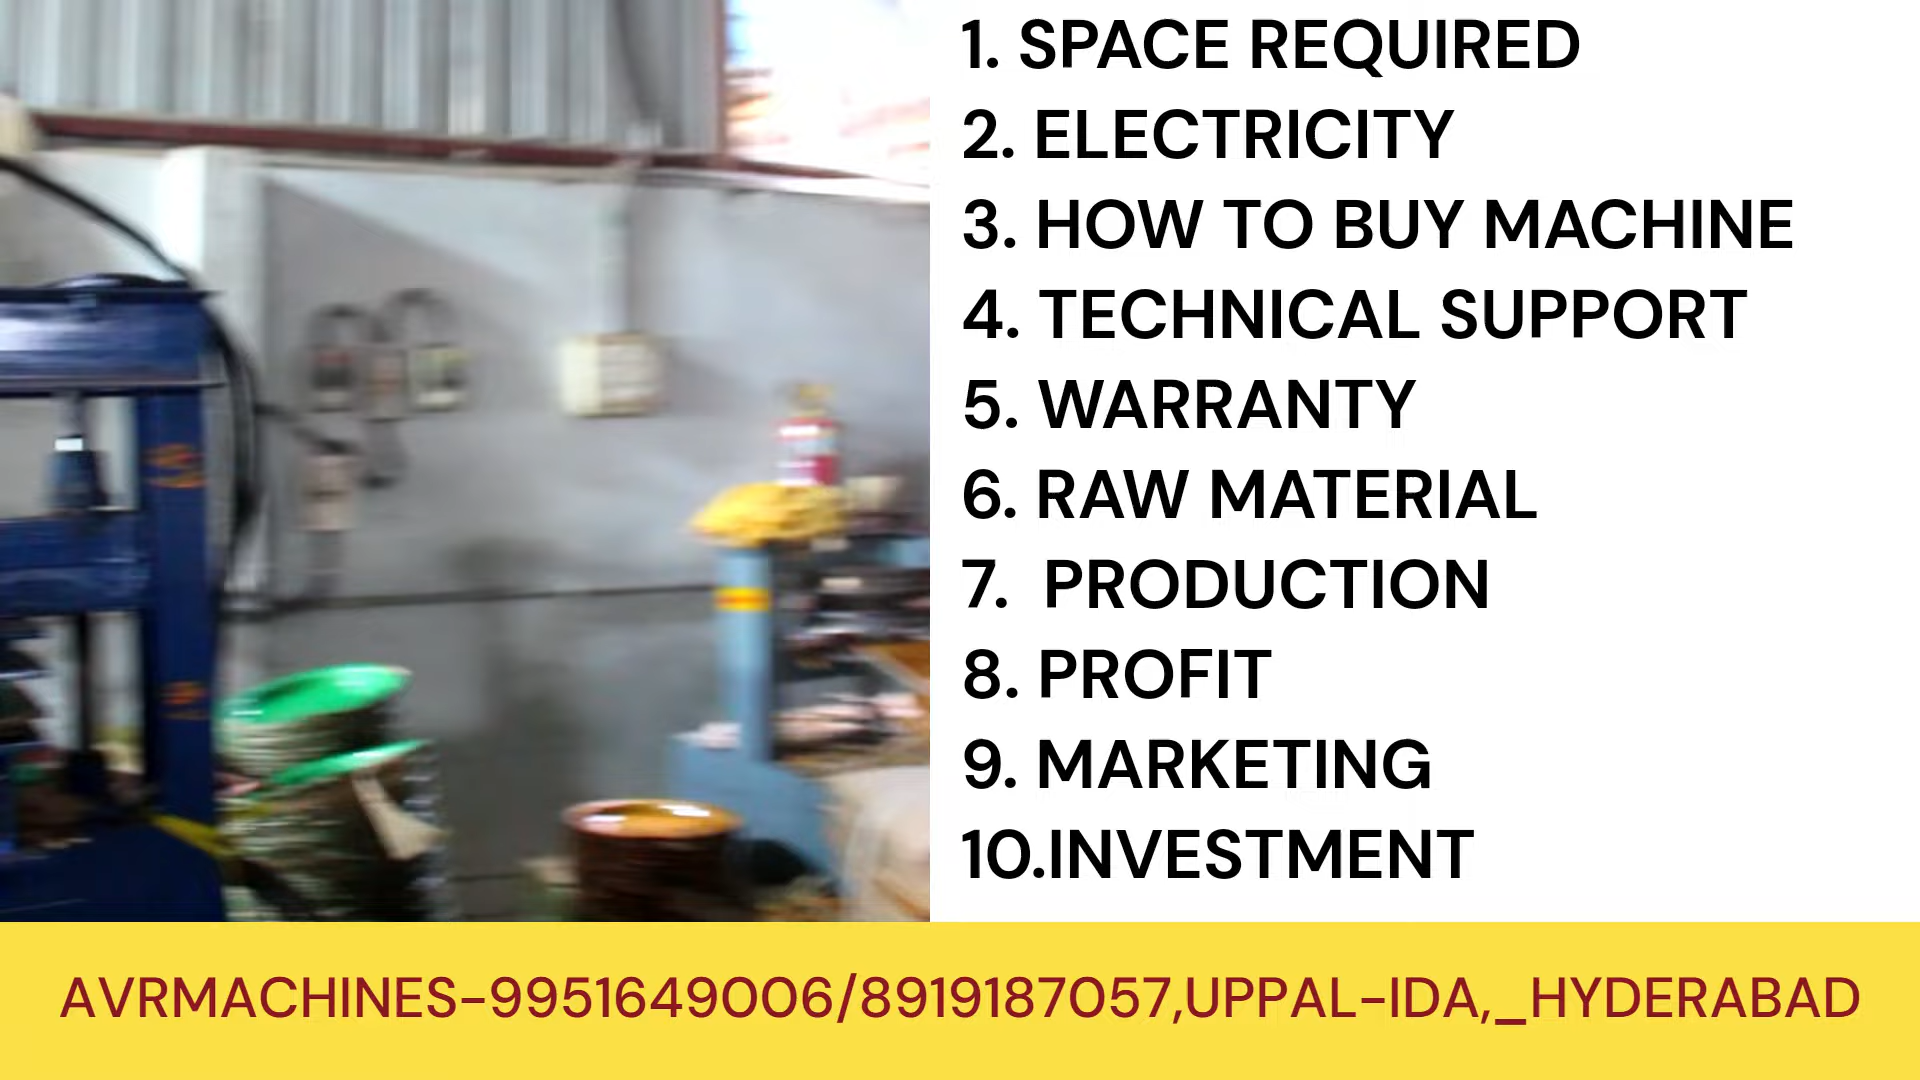 1. SPACE REQUIRED
2. ELECTRICITY
3. HOW TO BUY MACHINE
4. TECHNICAL SUPPORT
5. WARRANTY
6. RAW MATERIAL
7. PRODUCTION
8. PROFIT
9. MARKETING
10.INVESTMENT
AVRMACHINES-9951649006/8919187057,UPPAL-IDA,_HYDERABAD